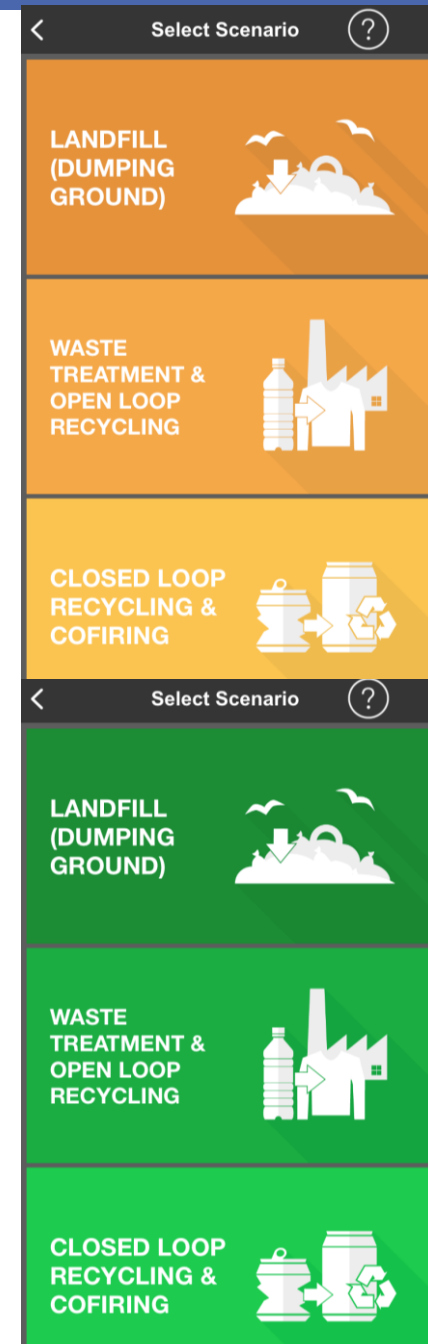 Select Scenario
?
LANDFILL
(DUMPING
GROUND)
WASTE
TREATMENT &
OPEN LOOP
RECYCLING
CLOSED LOOP
RECYCLING &
COFIRING
Select Scenario
?
LANDFILL
(DUMPING
GROUND)
WASTE
TREATMENT &
OPEN LOOP
RECYCLING
CLOSED LOOP
RECYCLING &
COFIRING